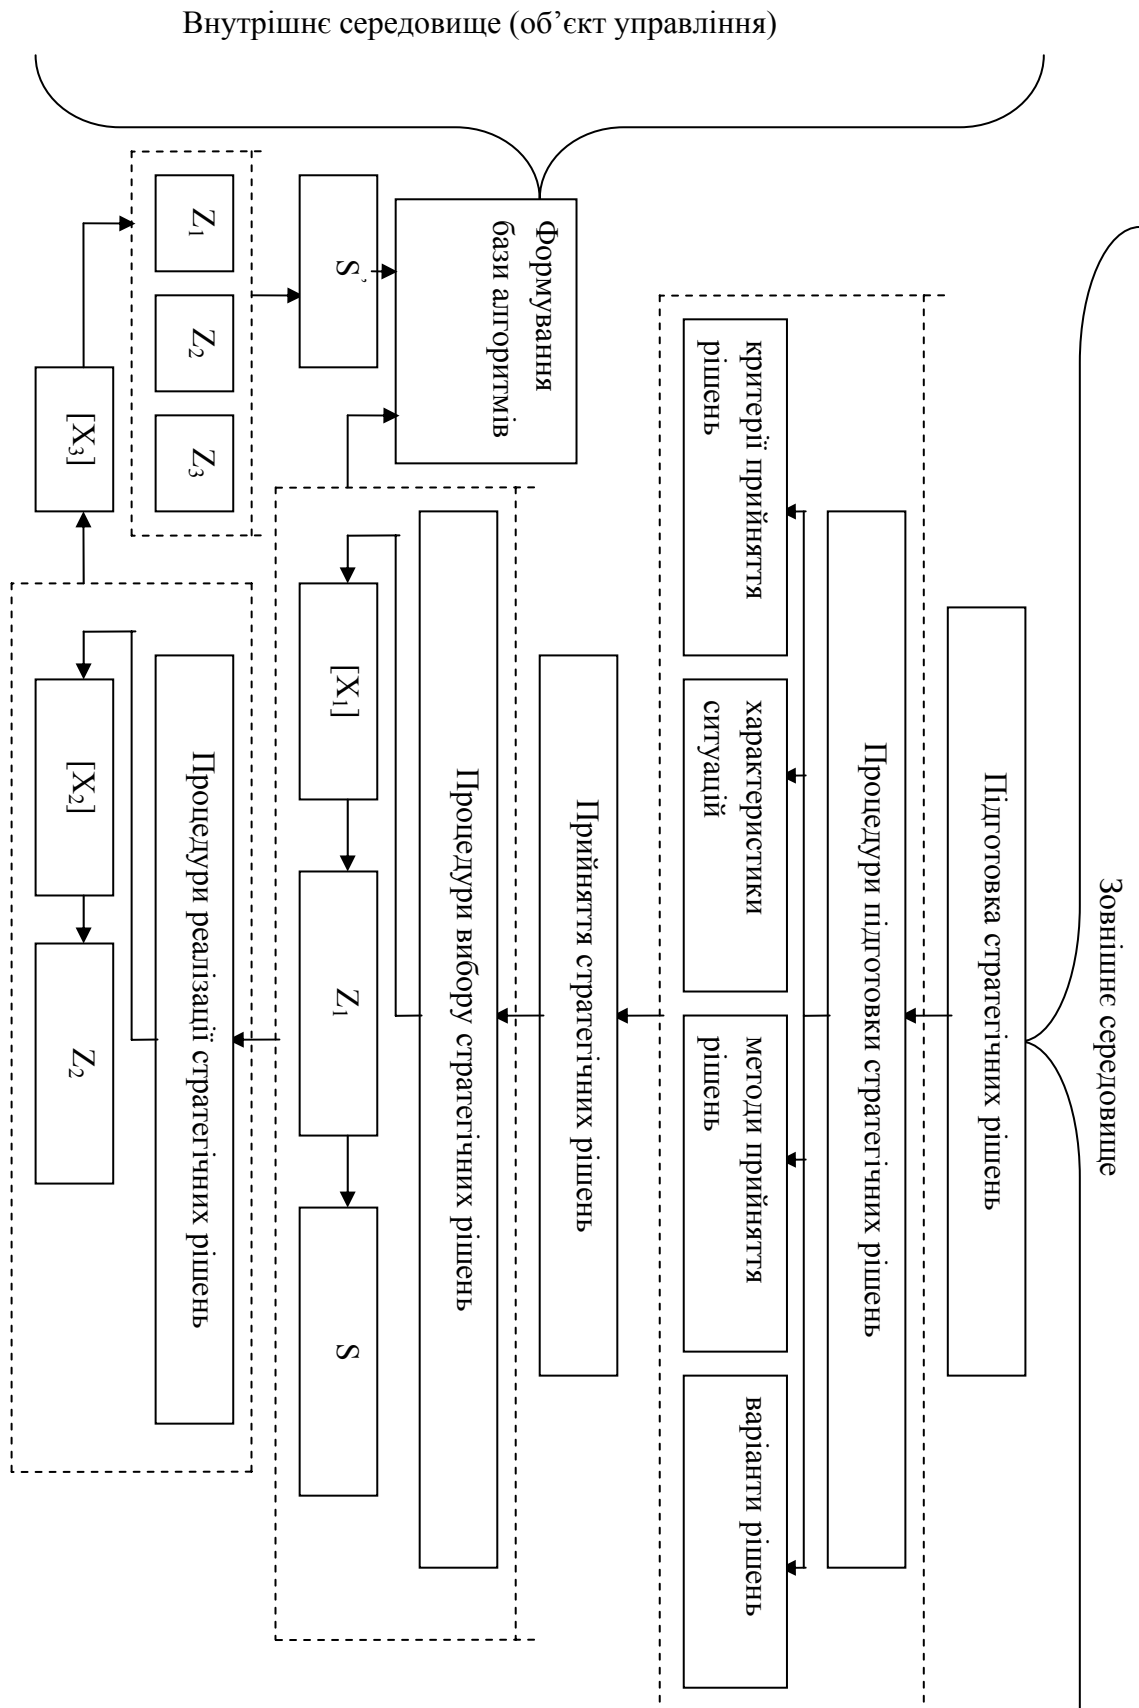 Внутрішнє середовище (об’єкт управління)
Зовнішнє середовище
Підготовка стратегічних рішень
Процедури підготовки стратегічних рішень
критерії прийняття
рішень
характеристики
ситуацій
методи прийняття
рішень
варіанти рішень
Прийняття стратегічних рішень
Формування
бази алгоритмів
Процедури вибору стратегічних рішень
S’
[X₁]
Z₁
S
Z₁
Z₂
Z₃
Процедури реалізації стратегічних рішень
[X₃]
[X₂]
Z₂